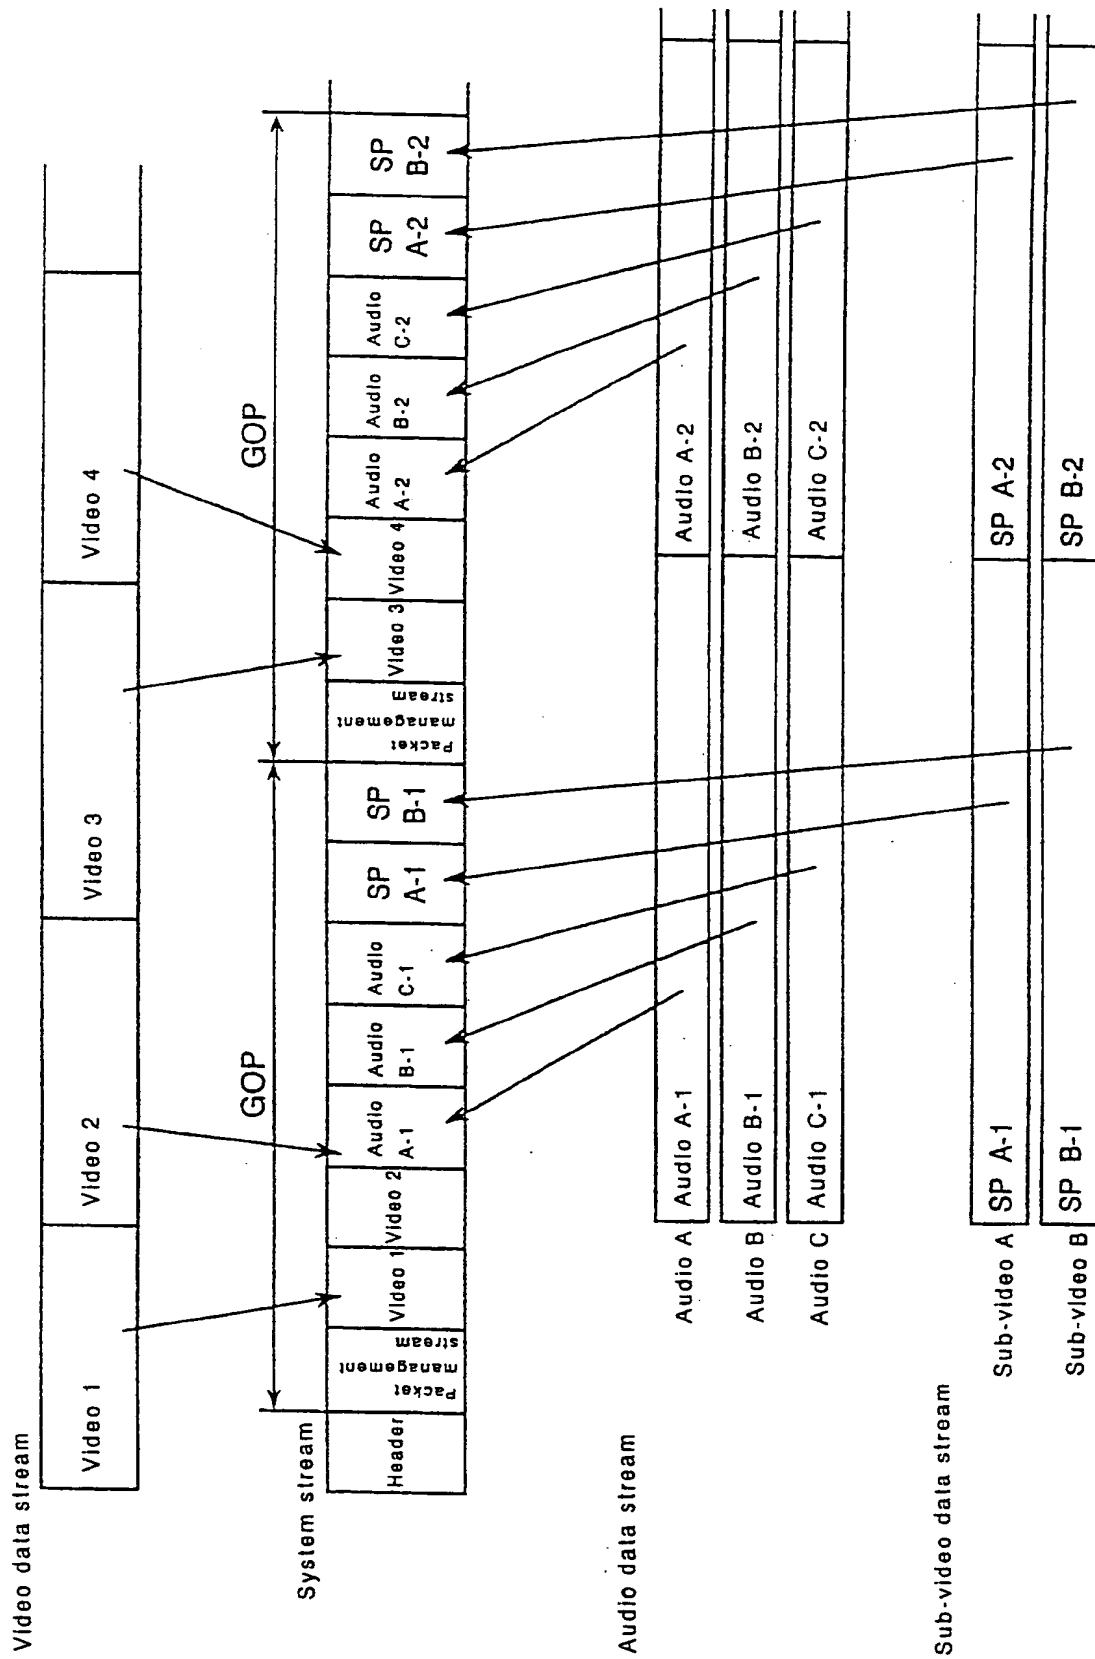 Video data stream
Video 1
Video 2
Video 3
Video 4
GOP
GOP
System stream
Header
Packet
management
stream
Video 1
Video 2
Audio
A-1
Audio
B-1
Audio
C-1
SP
A-1
SP
B-1
Packet
management
stream
Video 3
Video 4
Audio
A-2
Audio
B-2
Audio
C-2
SP
A-2
SP
B-2
Audio data stream
Audio A
Audio A-1
Audio A-2
Audio B
Audio B-1
Audio B-2
Audio C
Audio C-1
Audio C-2
Sub-video data stream
Sub-video A
SP A-1
SP A-2
Sub-video B
SP B-1
SP B-2